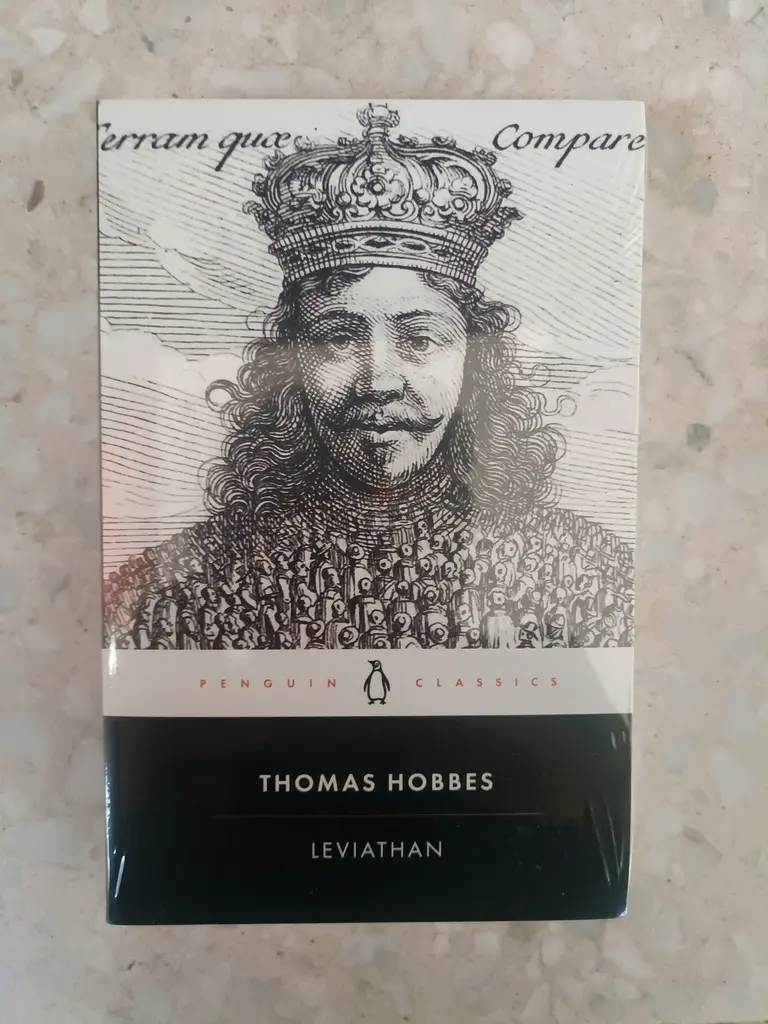 erram quæ Compare
PENGUIN CLASSICS
THOMAS HOBBES
LEVIATHAN